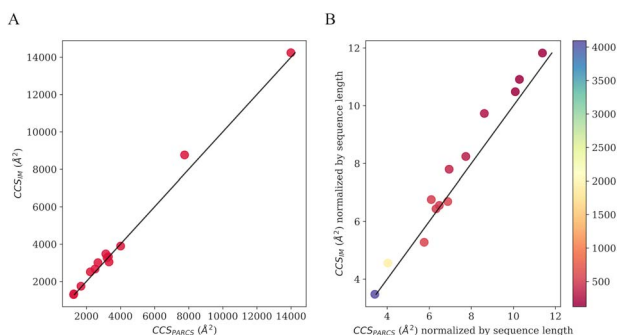 A
B
14000
12000
10000
8000
6000
4000
2000
CCS_IM (Å²)
2000 4000 6000 8000 10000 12000 14000
CCS_PARCS (Å²)
12
10
8
6
4
CCS_IM (Å²) normalized by sequence length
4 6 8 10 12
CCS_PARCS (Å²) normalized by sequence length
4000
3500
3000
2500
2000
1500
1000
500